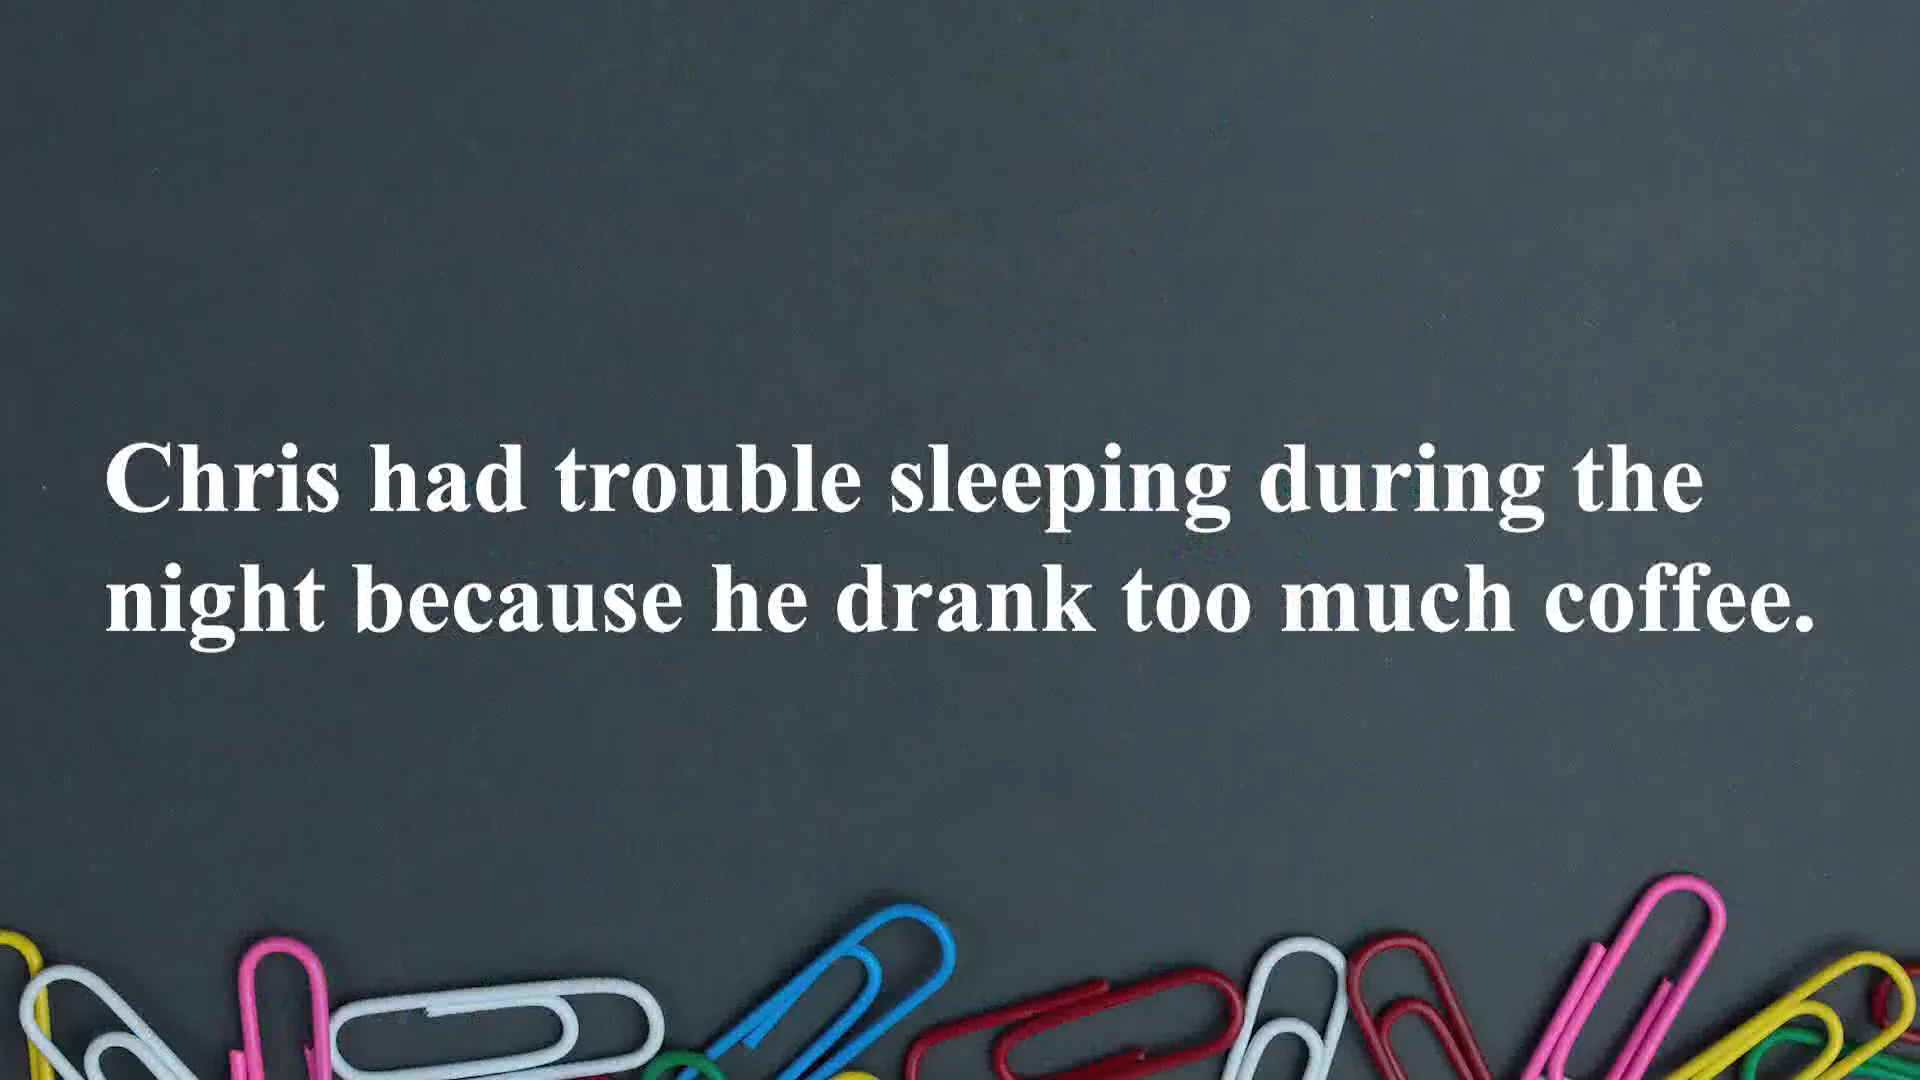 Chris had trouble sleeping during the
night because he drank too much coffee.